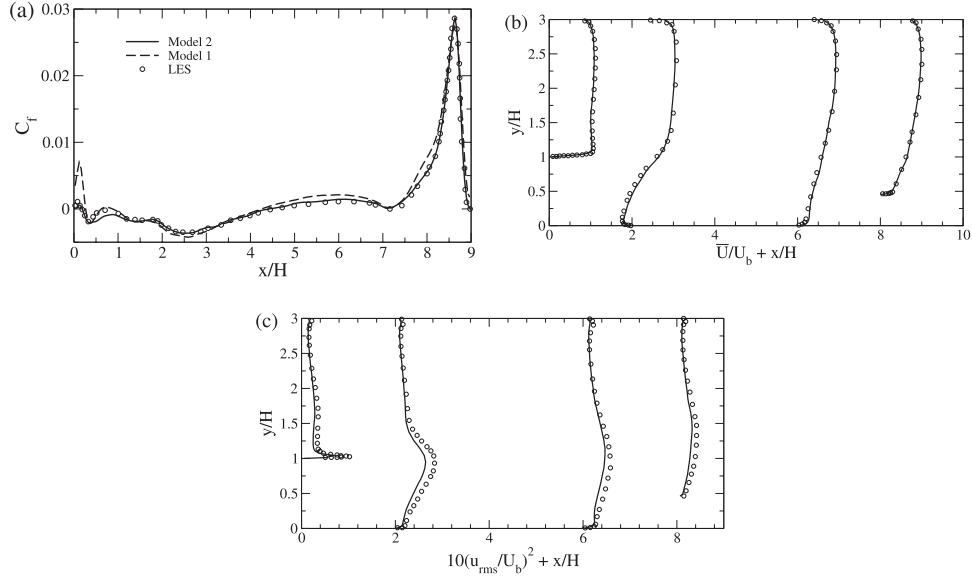 (a)
0.03
0.02
0.01
0
C_f
Model 2
Model 1
LES
0 1 2 3 4 5 6 7 8 9
x/H
(b)
3
2.5
2
1.5
1
0.5
0
y/H
0 2 4 6 8 10
U̅/U_b + x/H
(c)
3
2.5
2
1.5
1
0.5
0
y/H
0 2 4 6 8
10(u_rms/U_b)^2 + x/H